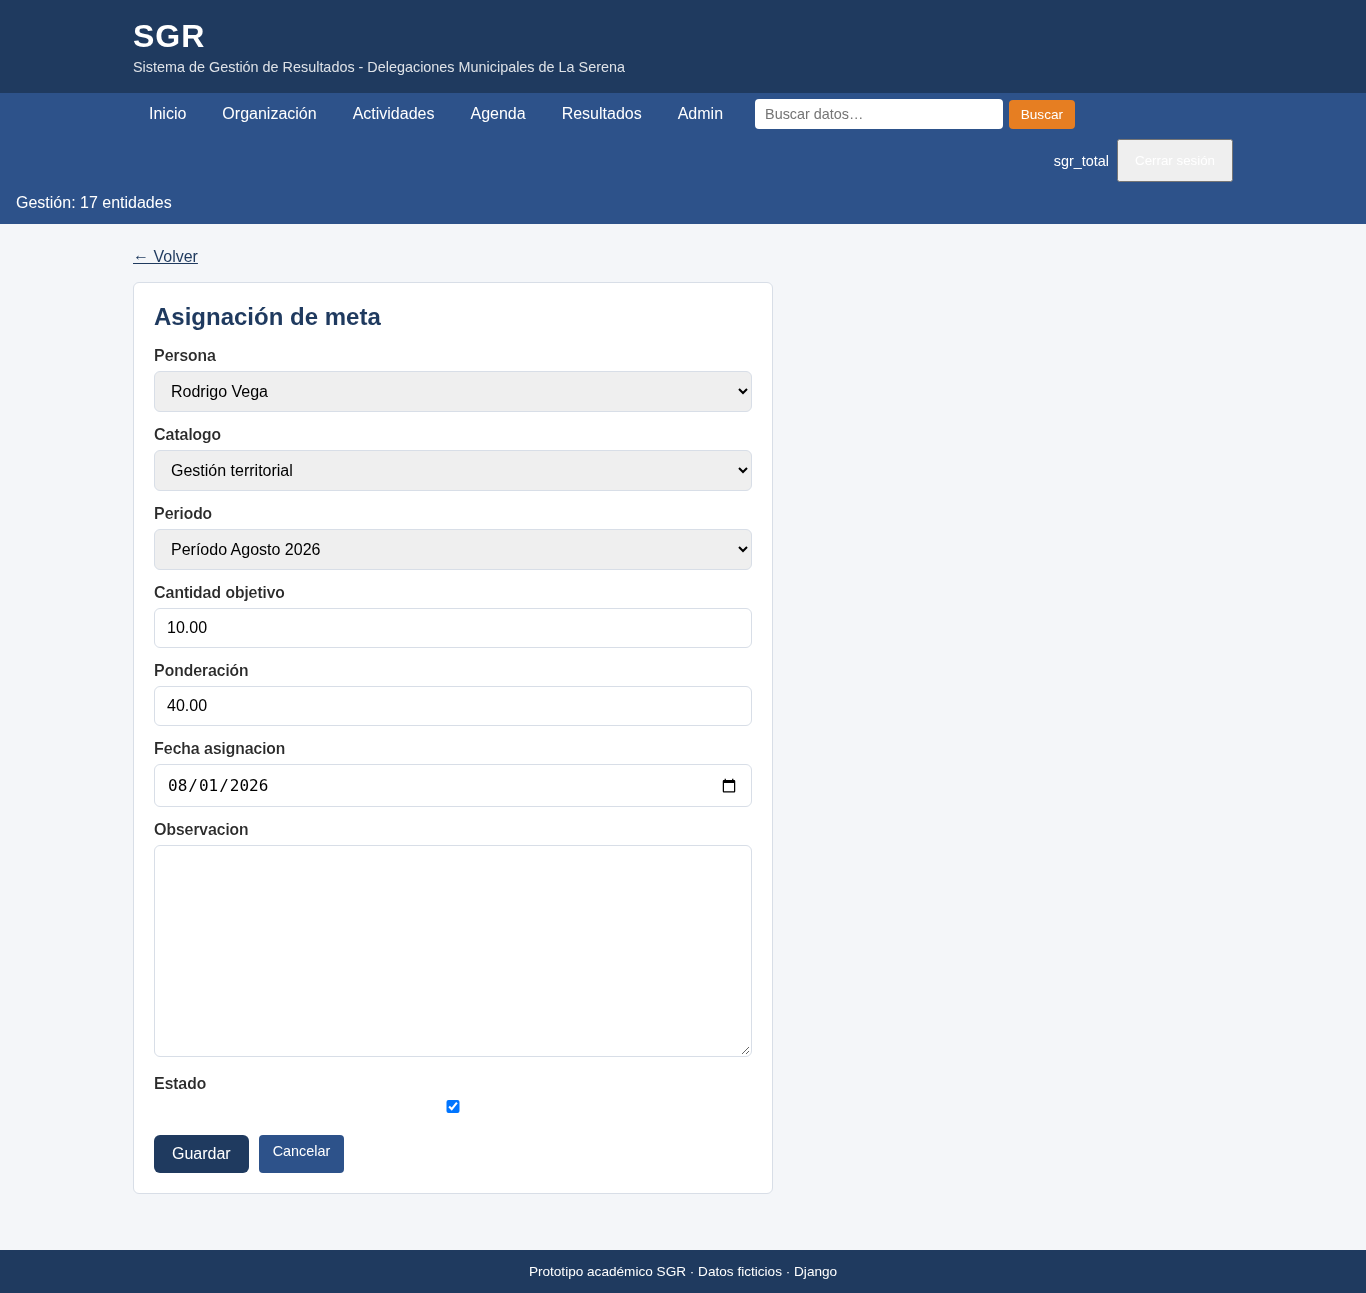 SGR
Sistema de Gestión de Resultados - Delegaciones Municipales de La Serena
Inicio Organización Actividades Agenda Resultados Admin Buscar datos… Buscar
sgr_total Cerrar sesión
Gestión: 17 entidades
← Volver
Asignación de meta
Persona
Rodrigo Vega
Catalogo
Gestión territorial
Periodo
Período Agosto 2026
Cantidad objetivo
10.00
Ponderación
40.00
Fecha asignacion
08/01/2026
Observacion
Estado
Guardar Cancelar
Prototipo académico SGR · Datos ficticios · Django